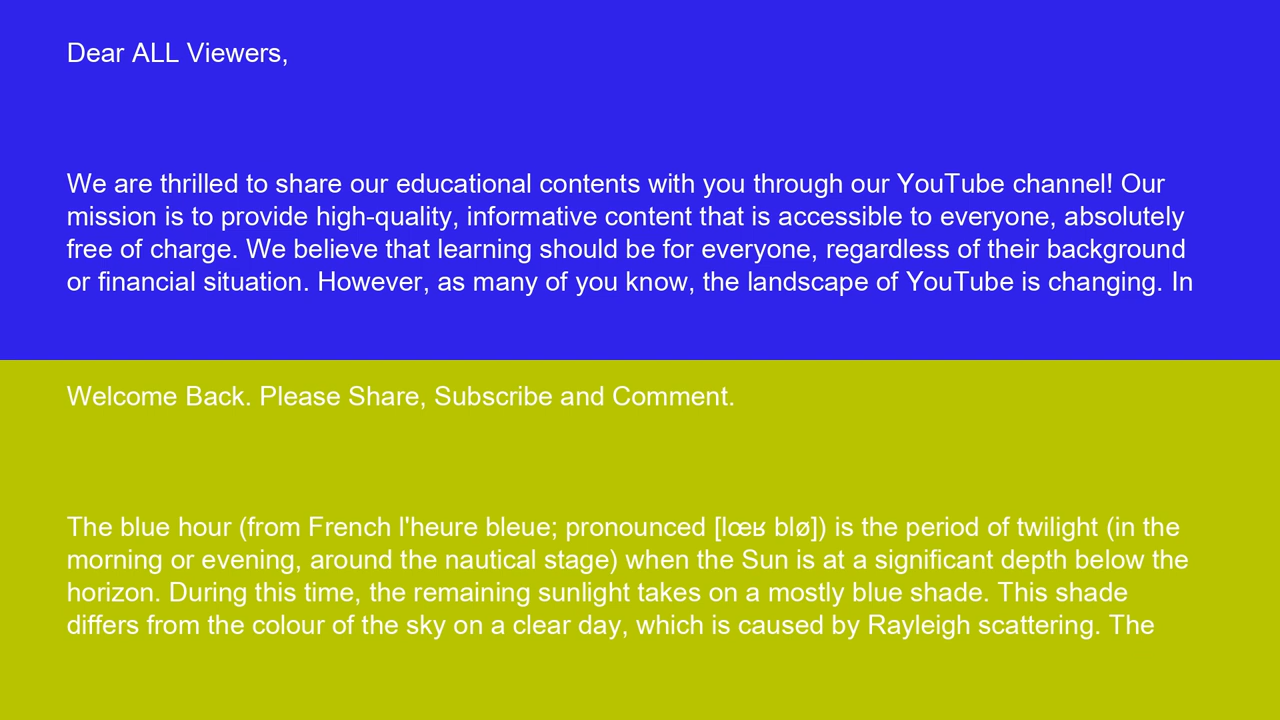 Dear ALL Viewers,
We are thrilled to share our educational contents with you through our YouTube channel! Our
mission is to provide high-quality, informative content that is accessible to everyone, absolutely
free of charge. We believe that learning should be for everyone, regardless of their background
or financial situation. However, as many of you know, the landscape of YouTube is changing. In
Welcome Back. Please Share, Subscribe and Comment.
The blue hour (from French l'heure bleue; pronounced [lœʁ blø]) is the period of twilight (in the
morning or evening, around the nautical stage) when the Sun is at a significant depth below the
horizon. During this time, the remaining sunlight takes on a mostly blue shade. This shade
differs from the colour of the sky on a clear day, which is caused by Rayleigh scattering. The